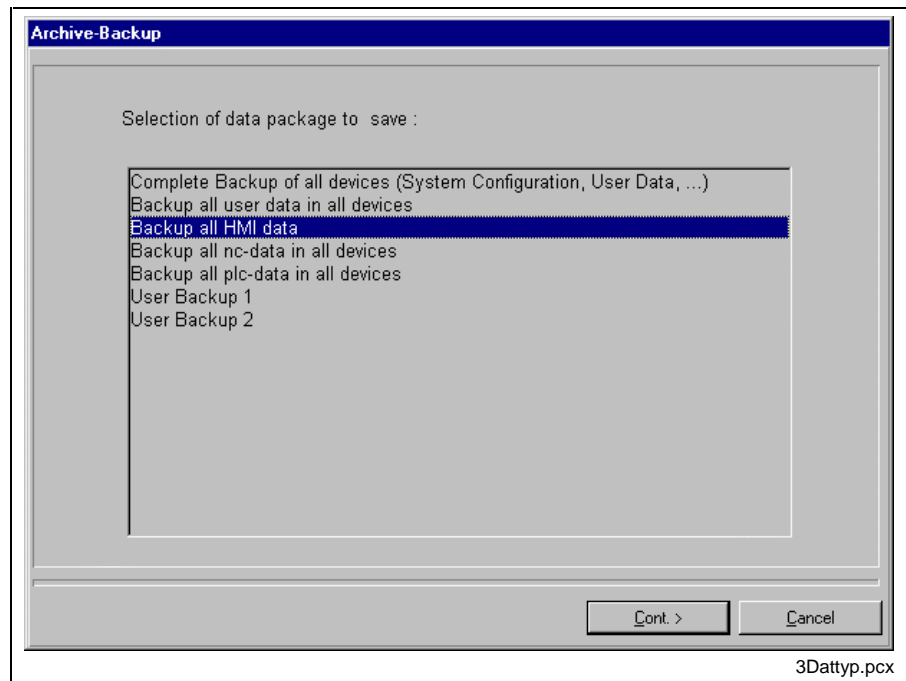 Archive-Backup
Selection of data package to save :
Complete Backup of all devices (System Configuration, User Data, ...)
Backup all user data in all devices
Backup all HMI data
Backup all nc-data in all devices
Backup all plc-data in all devices
User Backup 1
User Backup 2
Cont. > Cancel
3Dattyp.pcx